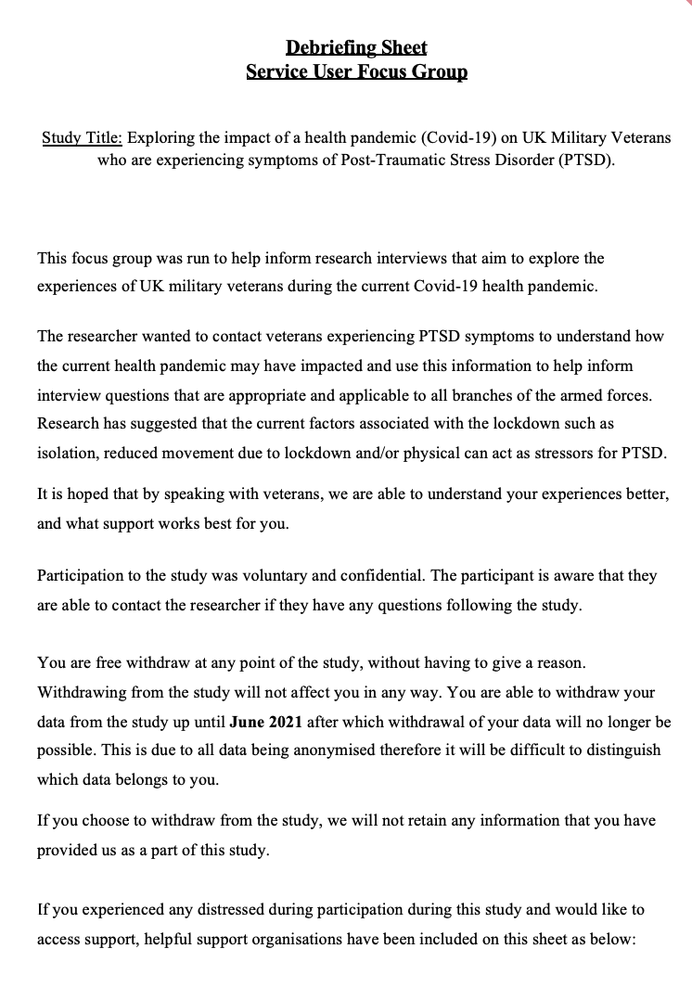 Debriefing Sheet
Service User Focus Group
Study Title: Exploring the impact of a health pandemic (Covid-19) on UK Military Veterans
who are experiencing symptoms of Post-Traumatic Stress Disorder (PTSD).
This focus group was run to help inform research interviews that aim to explore the
experiences of UK military veterans during the current Covid-19 health pandemic.
The researcher wanted to contact veterans experiencing PTSD symptoms to understand how
the current health pandemic may have impacted and use this information to help inform
interview questions that are appropriate and applicable to all branches of the armed forces.
Research has suggested that the current factors associated with the lockdown such as
isolation, reduced movement due to lockdown and/or physical can act as stressors for PTSD.
It is hoped that by speaking with veterans, we are able to understand your experiences better,
and what support works best for you.
Participation to the study was voluntary and confidential. The participant is aware that they
are able to contact the researcher if they have any questions following the study.
You are free withdraw at any point of the study, without having to give a reason.
Withdrawing from the study will not affect you in any way. You are able to withdraw your
data from the study up until June 2021 after which withdrawal of your data will no longer be
possible. This is due to all data being anonymised therefore it will be difficult to distinguish
which data belongs to you.
If you choose to withdraw from the study, we will not retain any information that you have
provided us as a part of this study.
If you experienced any distressed during participation during this study and would like to
access support, helpful support organisations have been included on this sheet as below: